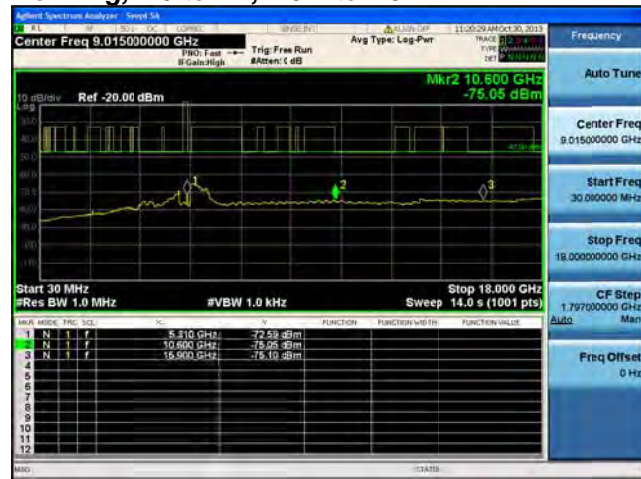 Agilent Spectrum Analyzer - Swept SA
11:20:29 AM Oct 30, 2013
Center Freq 9.015000000 GHz
PNO: Fast
IFGain:High
Trig: Free Run
#Atten: 0 dB
Avg Type: Log-Pwr
TRACE
TYPE
DET
Frequency
Mkr2 10.600 GHz
-75.05 dBm
10 dB/div
Log
Ref -20.00 dBm
1
2
3
Start 30 MHz
Stop 18.000 GHz
#Res BW 1.0 MHz
#VBW 1.0 kHz
Sweep 14.0 s (1001 pts)
MKR MODE TRC SCL X Y FUNCTION FUNCTION WIDTH FUNCTION VALUE
1 N 1 f 5.310 GHz -72.59 dBm
2 N 1 f 10.600 GHz -75.05 dBm
3 N 1 f 15.900 GHz -75.10 dBm
4
5
6
7
8
9
10
11
12
MSG
STATUS
Auto Tune
Center Freq
9.015000000 GHz
Start Freq
30.000000 MHz
Stop Freq
18.000000000 GHz
CF Step
1.797000000 GHz
Auto Man
Freq Offset
0 Hz